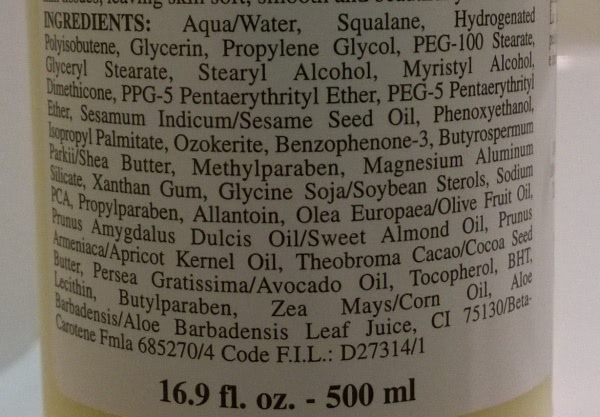 leaving skin soft, smooth and
INGREDIENTS: Aqua/Water, Squalane, Hydrogenated
Polyisobutene, Glycerin, Propylene Glycol, PEG-100 Stearate,
Glyceryl Stearate, Stearyl Alcohol, Myristyl Alcohol,
Dimethicone, PPG-5 Pentaerythrityl Ether, PEG-5 Pentaerythrityl
Ether, Sesamum Indicum/Sesame Seed Oil, Phenoxyethanol,
Isopropyl Palmitate, Ozokerite, Benzophenone-3, Butyrospermum
Parkii/Shea Butter, Methylparaben, Magnesium Aluminum
Silicate, Xanthan Gum, Glycine Soja/Soybean Sterols, Sodium
PCA, Propylparaben, Allantoin, Olea Europaea/Olive Fruit Oil,
Prunus Amygdalus Dulcis Oil/Sweet Almond Oil, Prunus
Armeniaca/Apricot Kernel Oil, Theobroma Cacao/Cocoa Seed
Butter, Persea Gratissima/Avocado Oil, Tocopherol, BHT,
Lecithin, Butylparaben, Zea Mays/Corn Oil, Aloe
Barbadensis/Aloe Barbadensis Leaf Juice, CI 75130/Beta-
Carotene Fmla 685270/4 Code F.I.L.: D27314/1
16.9 fl. oz. - 500 ml